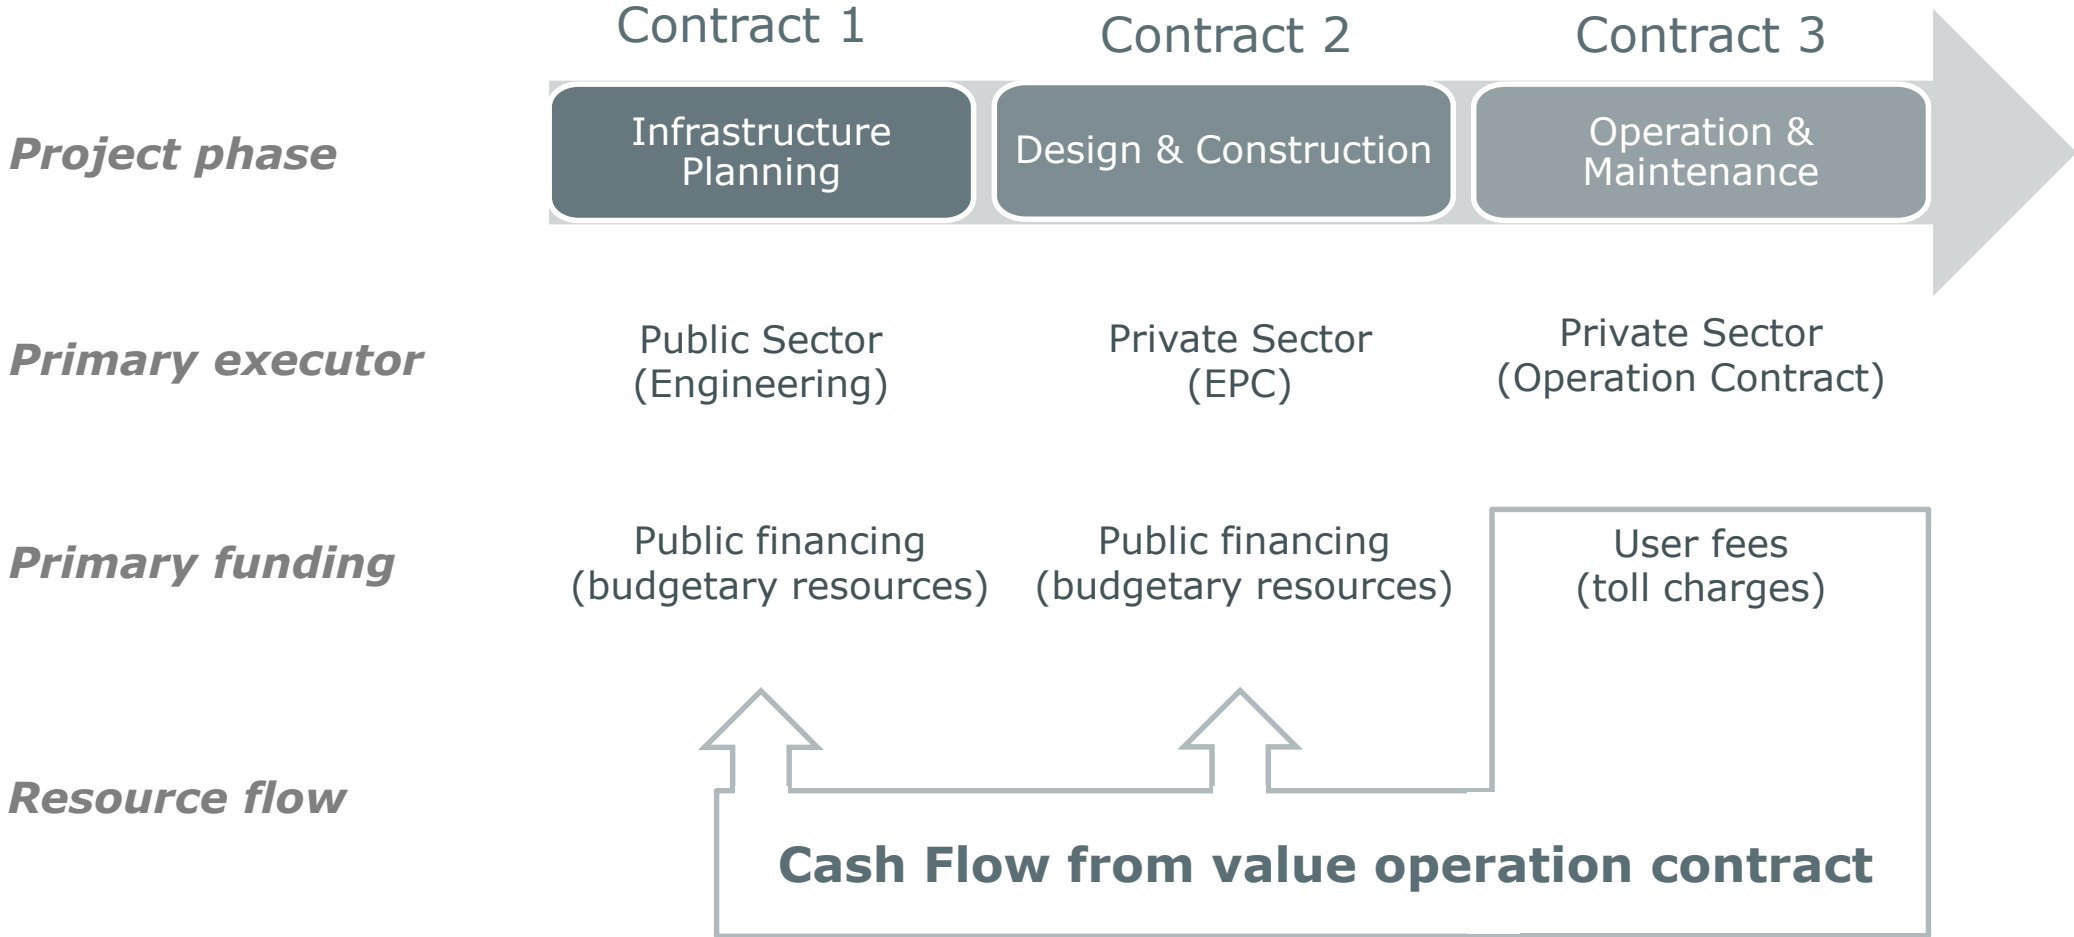 Contract 1
Contract 2
Contract 3
Project phase
Infrastructure
Planning
Design & Construction
Operation &
Maintenance
Primary executor
Public Sector
(Engineering)
Private Sector
(EPC)
Private Sector
(Operation Contract)
Primary funding
Public financing
(budgetary resources)
Public financing
(budgetary resources)
User fees
(toll charges)
Resource flow
Cash Flow from value operation contract